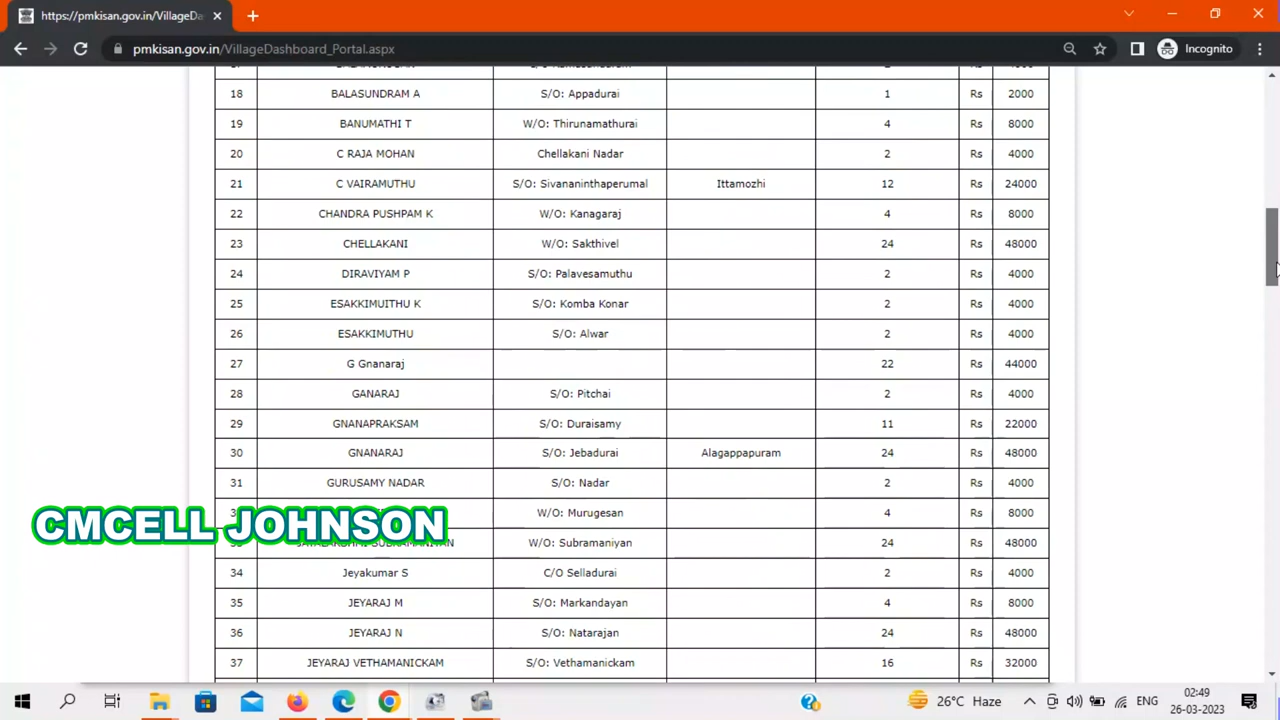 https://pmkisan.gov.in/VillageDa
pmkisan.gov.in/VillageDashboard_Portal.aspx
Incognito
18 BALASUNDRAM A S/O: Appadurai 1 Rs 2000
19 BANUMATHI T W/O: Thirunamathurai 4 Rs 8000
20 C RAJA MOHAN Chellakani Nadar 2 Rs 4000
21 C VAIRAMUTHU S/O: Sivananinthaperumal Ittamozhi 12 Rs 24000
22 CHANDRA PUSHPAM K W/O: Kanagaraj 4 Rs 8000
23 CHELLAKANI W/O: Sakthivel 24 Rs 48000
24 DIRAVIYAM P S/O: Palavesamuthu 2 Rs 4000
25 ESAKKIMUITHU K S/O: Komba Konar 2 Rs 4000
26 ESAKKIMUTHU S/O: Alwar 2 Rs 4000
27 G Gnanaraj 22 Rs 44000
28 GANARAJ S/O: Pitchai 2 Rs 4000
29 GNANAPRAKSAM S/O: Duraisamy 11 Rs 22000
30 GNANARAJ S/O: Jebadurai Alagappapuram 24 Rs 48000
31 GURUSAMY NADAR S/O: Nadar 2 Rs 4000
W/O: Murugesan 4 Rs 8000
CMCELL JOHNSON
W/O: Subramaniyan 24 Rs 48000
34 Jeyakumar S C/O Selladurai 2 Rs 4000
35 JEYARAJ M S/O: Markandayan 4 Rs 8000
36 JEYARAJ N S/O: Natarajan 24 Rs 48000
37 JEYARAJ VETHAMANICKAM S/O: Vethamanickam 16 Rs 32000
26°C Haze ENG 02:49
26-03-2023